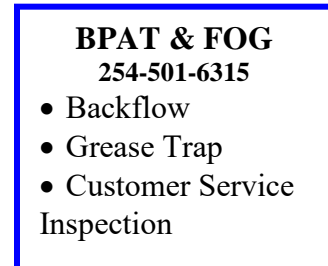 BPAT & FOG
254-501-6315
• Backflow
• Grease Trap
• Customer Service
Inspection